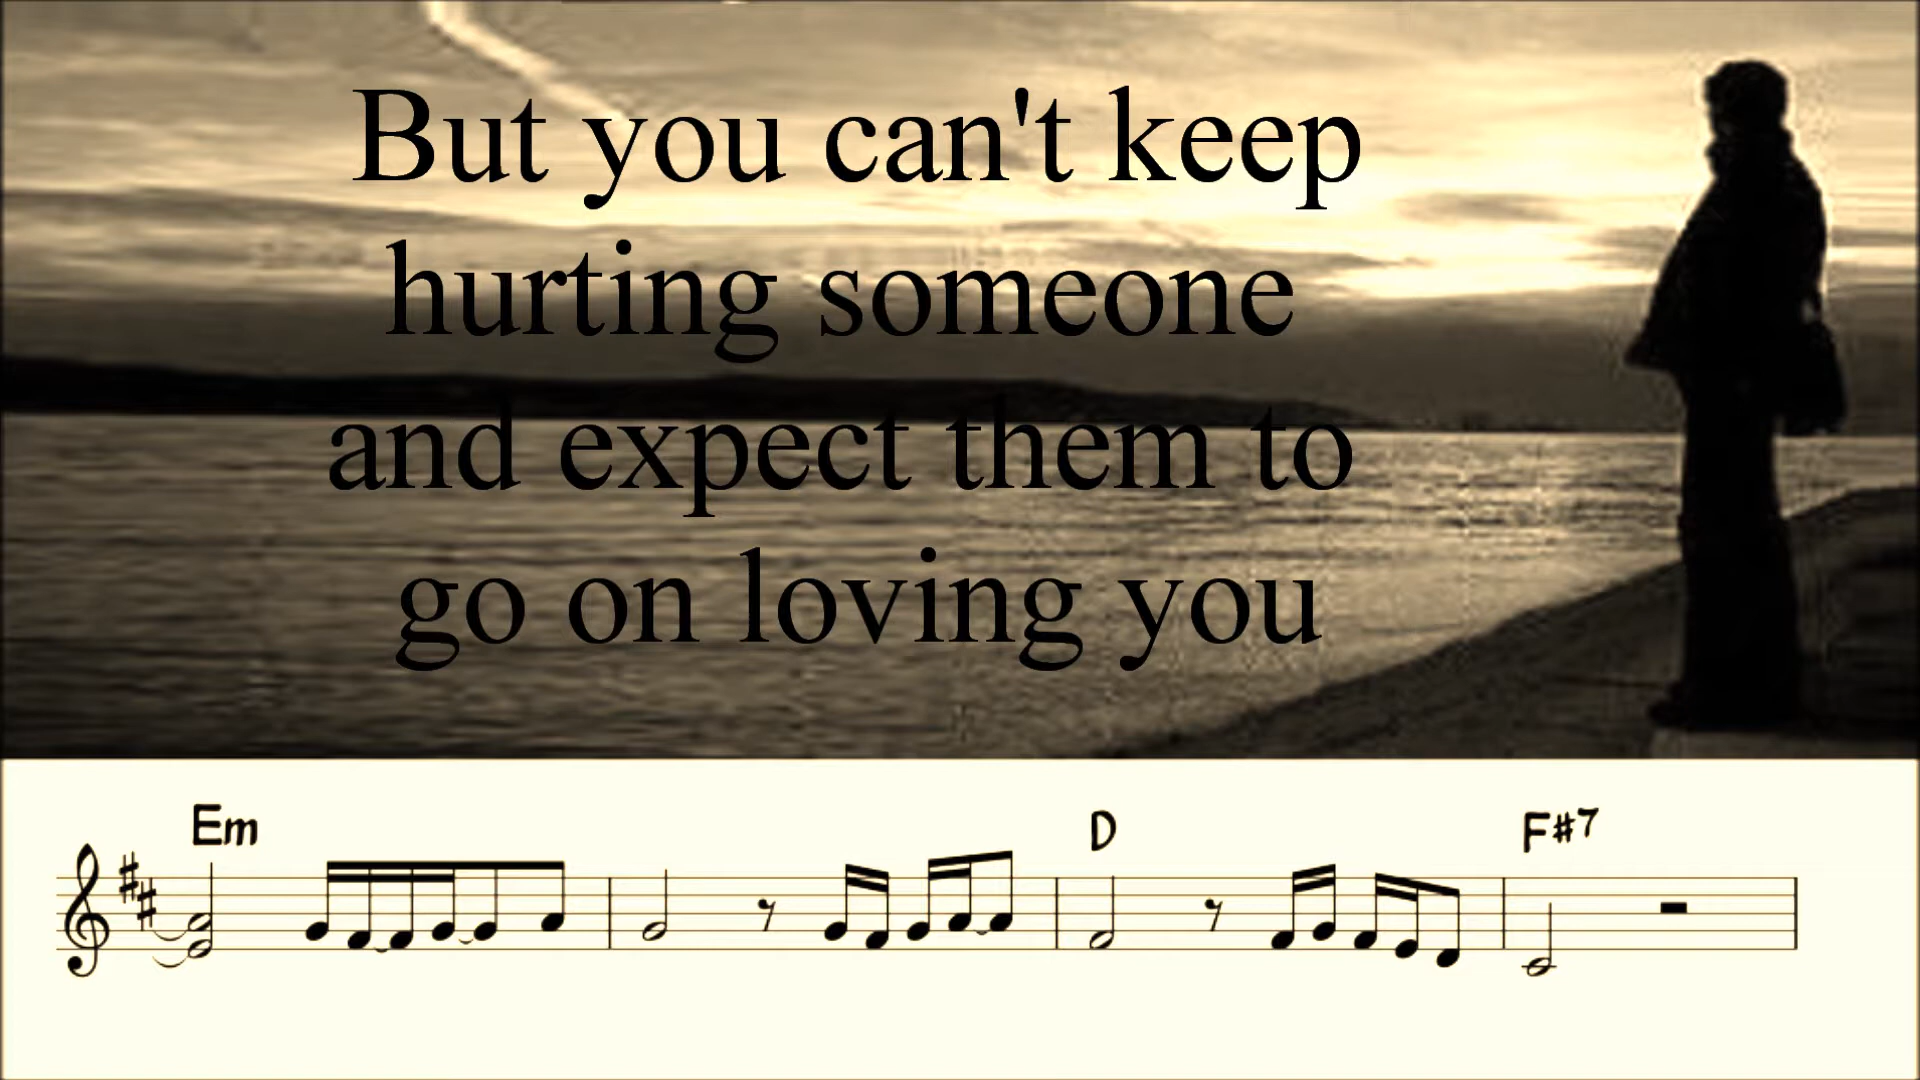 But you can't keep
hurting someone
and expect them to
go on loving you
Em D F#7